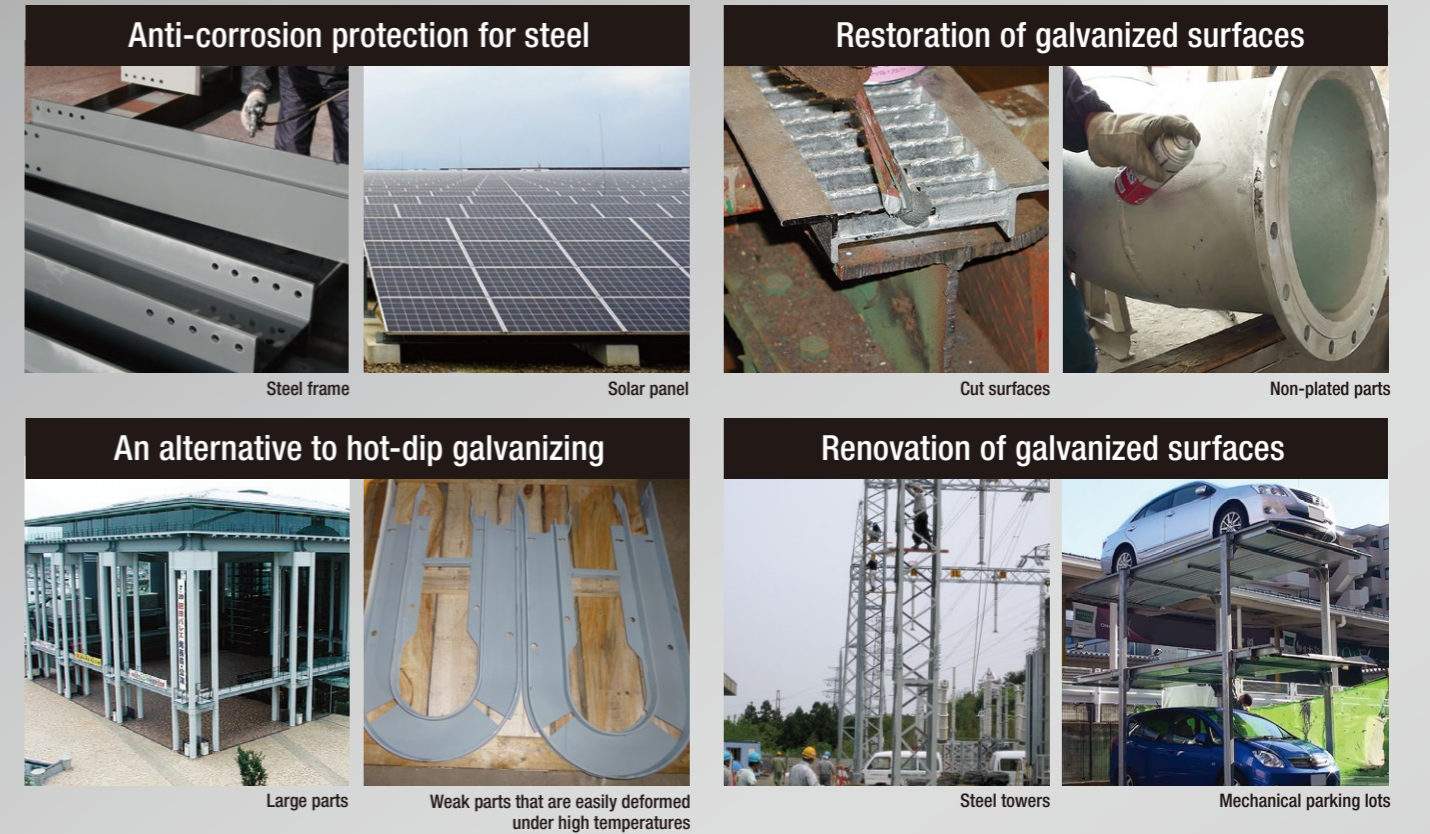 Anti-corrosion protection for steel
Steel frame
Solar panel
Restoration of galvanized surfaces
Cut surfaces
Non-plated parts
An alternative to hot-dip galvanizing
Large parts
Weak parts that are easily deformed
under high temperatures
Renovation of galvanized surfaces
Steel towers
Mechanical parking lots